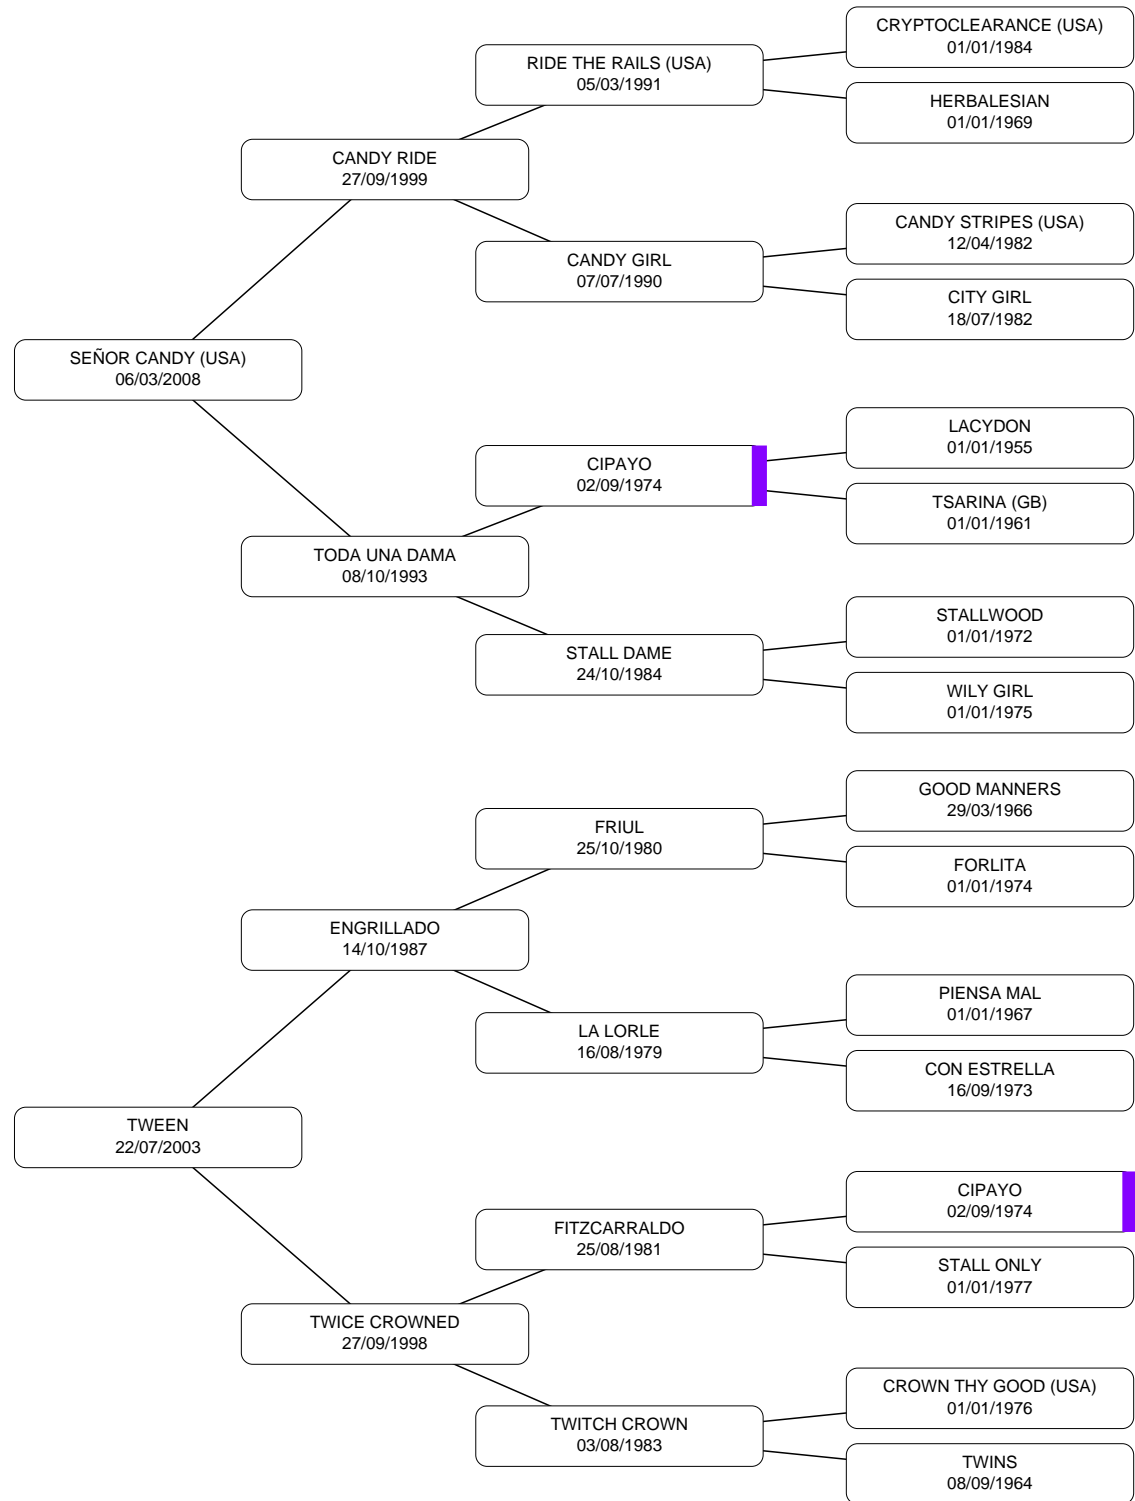 CRYPTOCLEARANCE (USA)
01/01/1984
RIDE THE RAILS (USA)
05/03/1991
HERBALESIAN
01/01/1969
CANDY RIDE
27/09/1999
CANDY STRIPES (USA)
12/04/1982
CANDY GIRL
07/07/1990
CITY GIRL
18/07/1982
SEÑOR CANDY (USA)
06/03/2008
LACYDON
01/01/1955
CIPAYO
02/09/1974
TSARINA (GB)
01/01/1961
TODA UNA DAMA
08/10/1993
STALLWOOD
01/01/1972
STALL DAME
24/10/1984
WILY GIRL
01/01/1975
GOOD MANNERS
29/03/1966
FRIUL
25/10/1980
FORLITA
01/01/1974
ENGRILLADO
14/10/1987
PIENSA MAL
01/01/1967
LA LORLE
16/08/1979
CON ESTRELLA
16/09/1973
TWEEN
22/07/2003
CIPAYO
02/09/1974
FITZCARRALDO
25/08/1981
STALL ONLY
01/01/1977
TWICE CROWNED
27/09/1998
CROWN THY GOOD (USA)
01/01/1976
TWITCH CROWN
03/08/1983
TWINS
08/09/1964